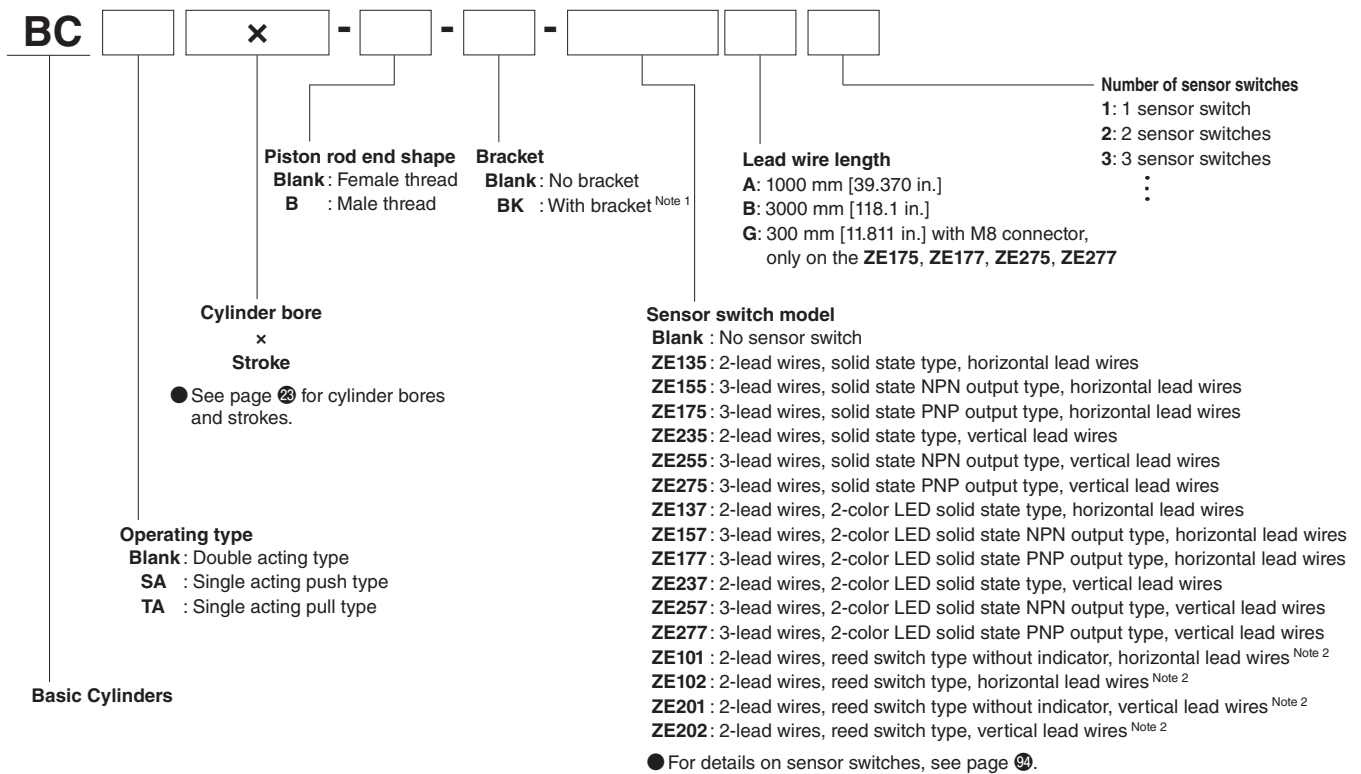 BC × - - -
Number of sensor switches
1: 1 sensor switch
2: 2 sensor switches
3: 3 sensor switches
⋮
Piston rod end shape
Blank : Female thread
B : Male thread
Bracket
Blank : No bracket
BK : With bracket Note 1
Lead wire length
A: 1000 mm [39.370 in.]
B: 3000 mm [118.1 in.]
G: 300 mm [11.811 in.] with M8 connector,
only on the ZE175, ZE177, ZE275, ZE277
Cylinder bore
×
Stroke
● See page 23 for cylinder bores
and strokes.
Sensor switch model
Blank : No sensor switch
ZE135 : 2-lead wires, solid state type, horizontal lead wires
ZE155 : 3-lead wires, solid state NPN output type, horizontal lead wires
ZE175 : 3-lead wires, solid state PNP output type, horizontal lead wires
ZE235 : 2-lead wires, solid state type, vertical lead wires
ZE255 : 3-lead wires, solid state NPN output type, vertical lead wires
ZE275 : 3-lead wires, solid state PNP output type, vertical lead wires
ZE137 : 2-lead wires, 2-color LED solid state type, horizontal lead wires
ZE157 : 3-lead wires, 2-color LED solid state NPN output type, horizontal lead wires
ZE177 : 3-lead wires, 2-color LED solid state PNP output type, horizontal lead wires
ZE237 : 2-lead wires, 2-color LED solid state type, vertical lead wires
ZE257 : 3-lead wires, 2-color LED solid state NPN output type, vertical lead wires
ZE277 : 3-lead wires, 2-color LED solid state PNP output type, vertical lead wires
ZE101 : 2-lead wires, reed switch type without indicator, horizontal lead wires Note 2
ZE102 : 2-lead wires, reed switch type, horizontal lead wires Note 2
ZE201 : 2-lead wires, reed switch type without indicator, vertical lead wires Note 2
ZE202 : 2-lead wires, reed switch type, vertical lead wires Note 2
● For details on sensor switches, see page 94.
Operating type
Blank : Double acting type
SA : Single acting push type
TA : Single acting pull type
Basic Cylinders